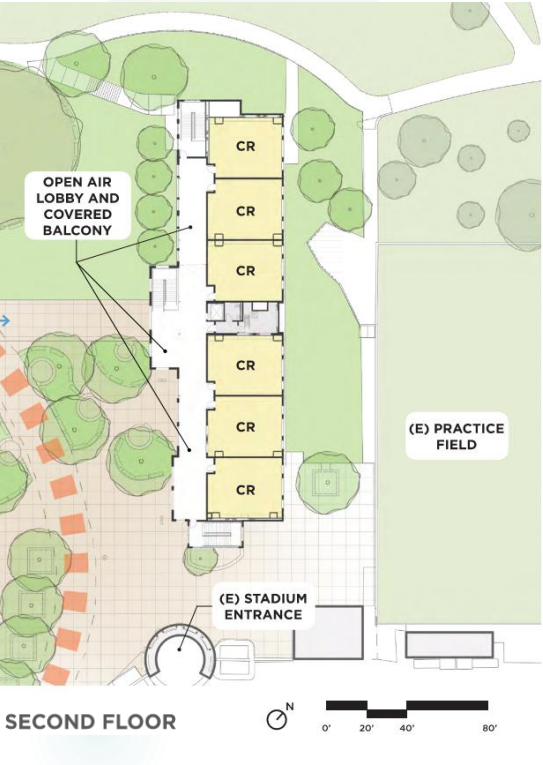 CR
OPEN AIR
LOBBY AND
COVERED
BALCONY
CR
CR
CR
CR
CR
(E) PRACTICE
FIELD
(E) STADIUM
ENTRANCE
SECOND FLOOR
N
0' 20' 40' 80'